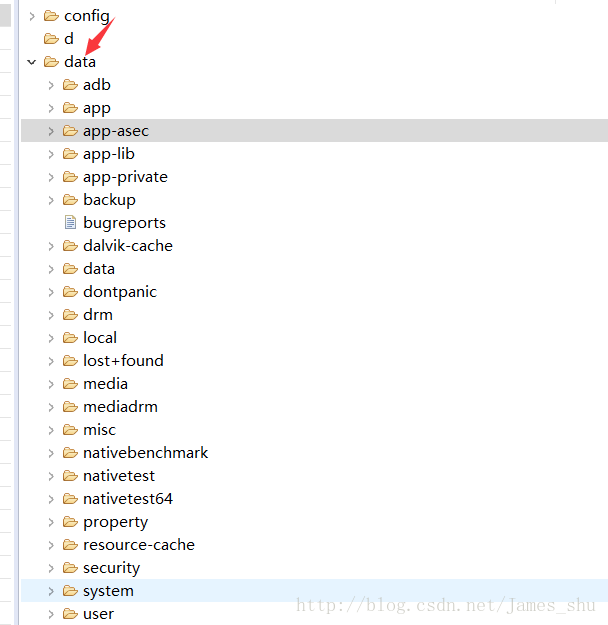 config
d
data
adb
app
app-asec
app-lib
app-private
backup
bugreports
dalvik-cache
data
dontpanic
drm
local
lost+found
media
mediadrm
misc
nativebenchmark
nativetest
nativetest64
property
resource-cache
security
system
http://blog.csdn.net/James_shu
user